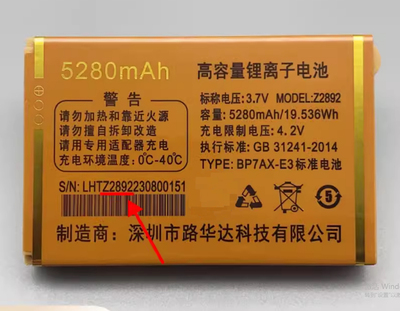 5280mAh
高容量锂离子电池
警告
请勿加热和靠近火源
请勿擅自拆卸改造
请用专用适配器充电
充电环境温度：0℃-40℃
标称电压：3.7V MODEL:Z2892
容量：5280mAh/19.536Wh
充电限制电压：4.2V
执行标准：GB 31241-2014
TYPE: BP7AX-E3标准电池
S/N: LHTZ2892230800151
5
制造商：深圳市路华达科技有限公司